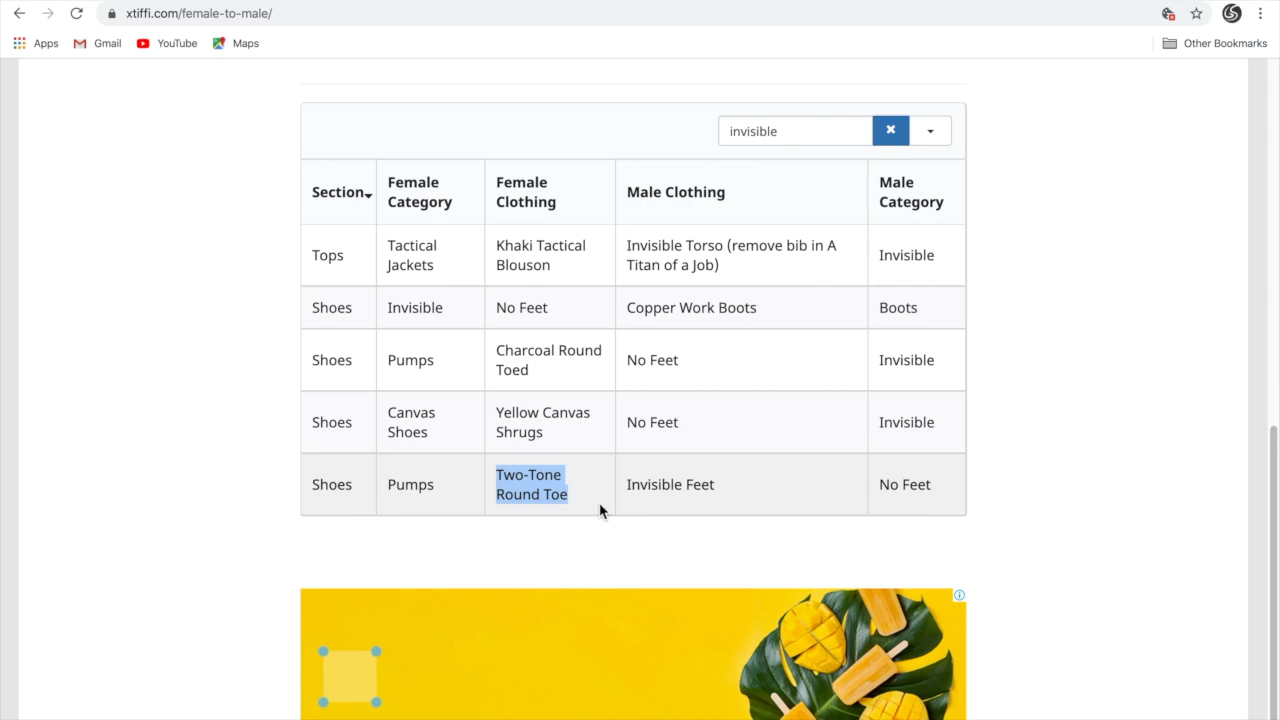 xtiffi.com/female-to-male/
Apps Gmail YouTube Maps Other Bookmarks
invisible
Section Female Category Female Clothing Male Clothing Male Category
Tops Tactical Jackets Khaki Tactical Blouson Invisible Torso (remove bib in A Titan of a Job) Invisible
Shoes Invisible No Feet Copper Work Boots Boots
Shoes Pumps Charcoal Round Toed No Feet Invisible
Shoes Canvas Shoes Yellow Canvas Shrugs No Feet Invisible
Shoes Pumps Two-Tone Round Toe Invisible Feet No Feet